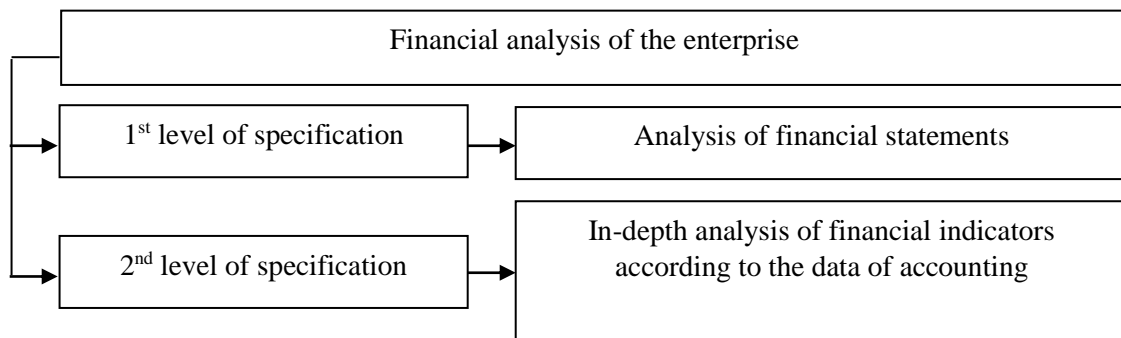 Financial analysis of the enterprise
1st level of specification
Analysis of financial statements
2nd level of specification
In-depth analysis of financial indicators
according to the data of accounting